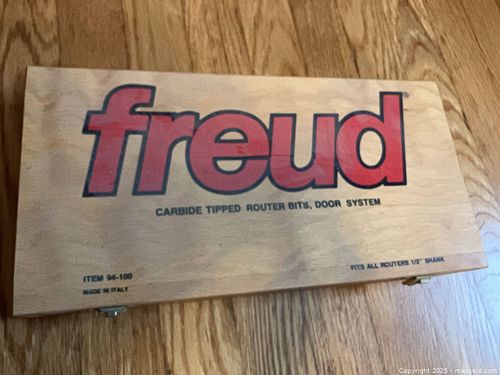 freud®
CARBIDE TIPPED ROUTER BITS, DOOR SYSTEM
ITEM 94-100
MADE IN ITALY
FITS ALL ROUTERS 1/2" SHANK
Copyright 2025 - maxsold.com